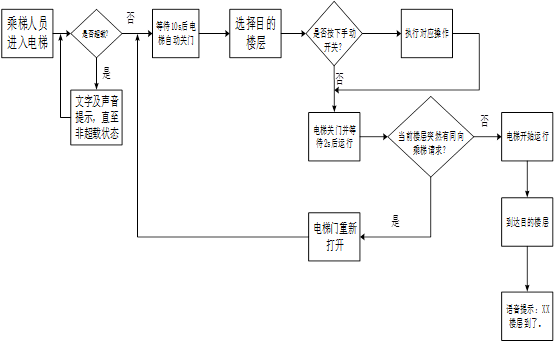 乘梯人员
进入电梯
是否超载?
否
是
文字及声音
提示，直至
非超载状态
等待10s后电
梯自动关门
选择目的
楼层
是否按下手动
开关?
否
执行对应操作
电梯关门并等
待2s后运行
当前楼层突然有同向
乘梯请求?
否
是
电梯门重新
打开
电梯开始运行
到达目的楼层
语音提示：XX
楼层到了。